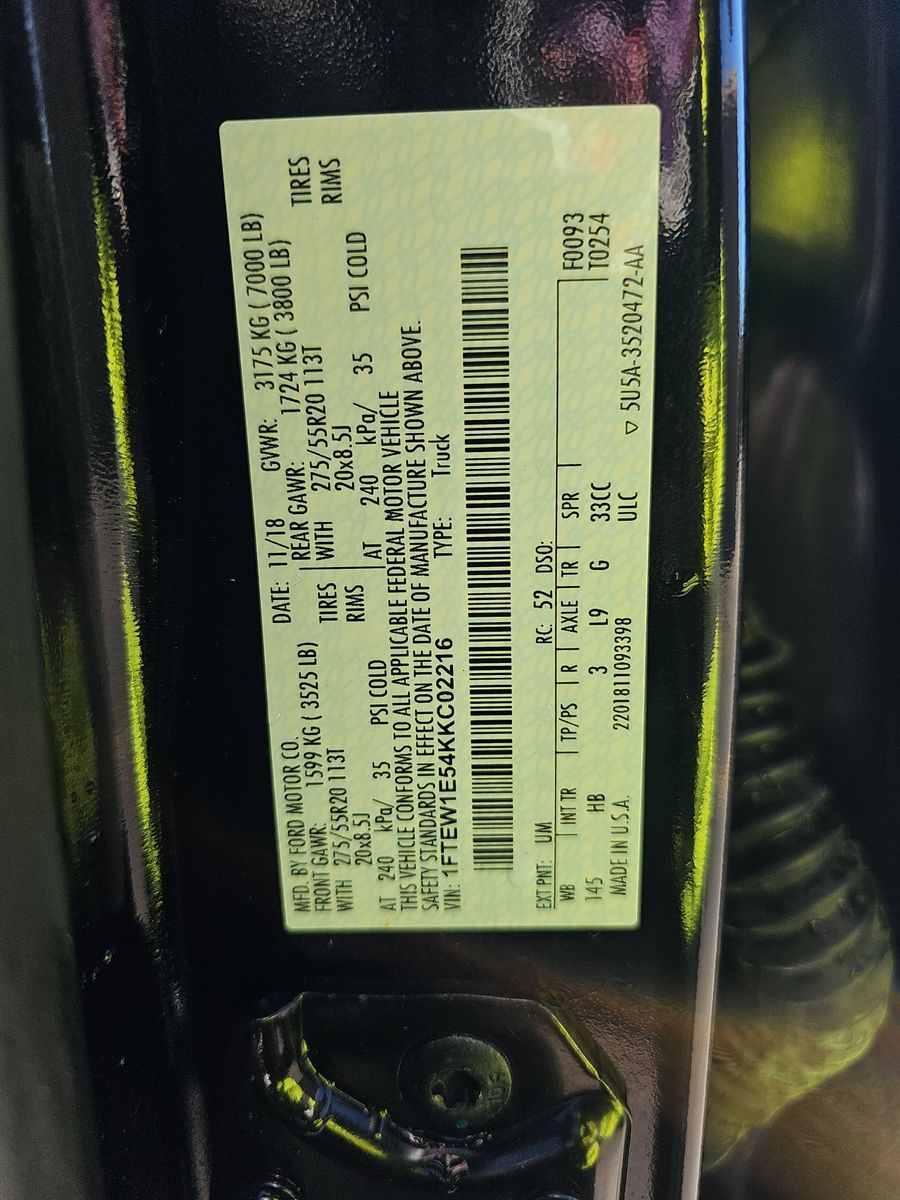 MFD. BY FORD MOTOR CO.
DATE: 11/18 GVWR: 3175 KG ( 7000 LB)
FRONT GAWR: 1599 KG ( 3525 LB)
REAR GAWR: 1724 KG ( 3800 LB)
WITH 275/55R20 113T TIRES
WITH 275/55R20 113T TIRES
20x8.5J RIMS
20x8.5J RIMS
AT 240 kPa/ 35 PSI COLD
AT 240 kPa/ 35 PSI COLD
THIS VEHICLE CONFORMS TO ALL APPLICABLE FEDERAL MOTOR VEHICLE
SAFETY STANDARDS IN EFFECT ON THE DATE OF MANUFACTURE SHOWN ABOVE.
VIN: 1FTEW1E54KKC02216 TYPE: Truck
EXT PNT: UM RC: 52 DSO: F0093
WB INT TR TP/PS R AXLE TR SPR T0254
145 HB 3 L9 G 33CC
ULC
MADE IN U.S.A. 2201811093398 ▽ 5U5A-3520472-AA